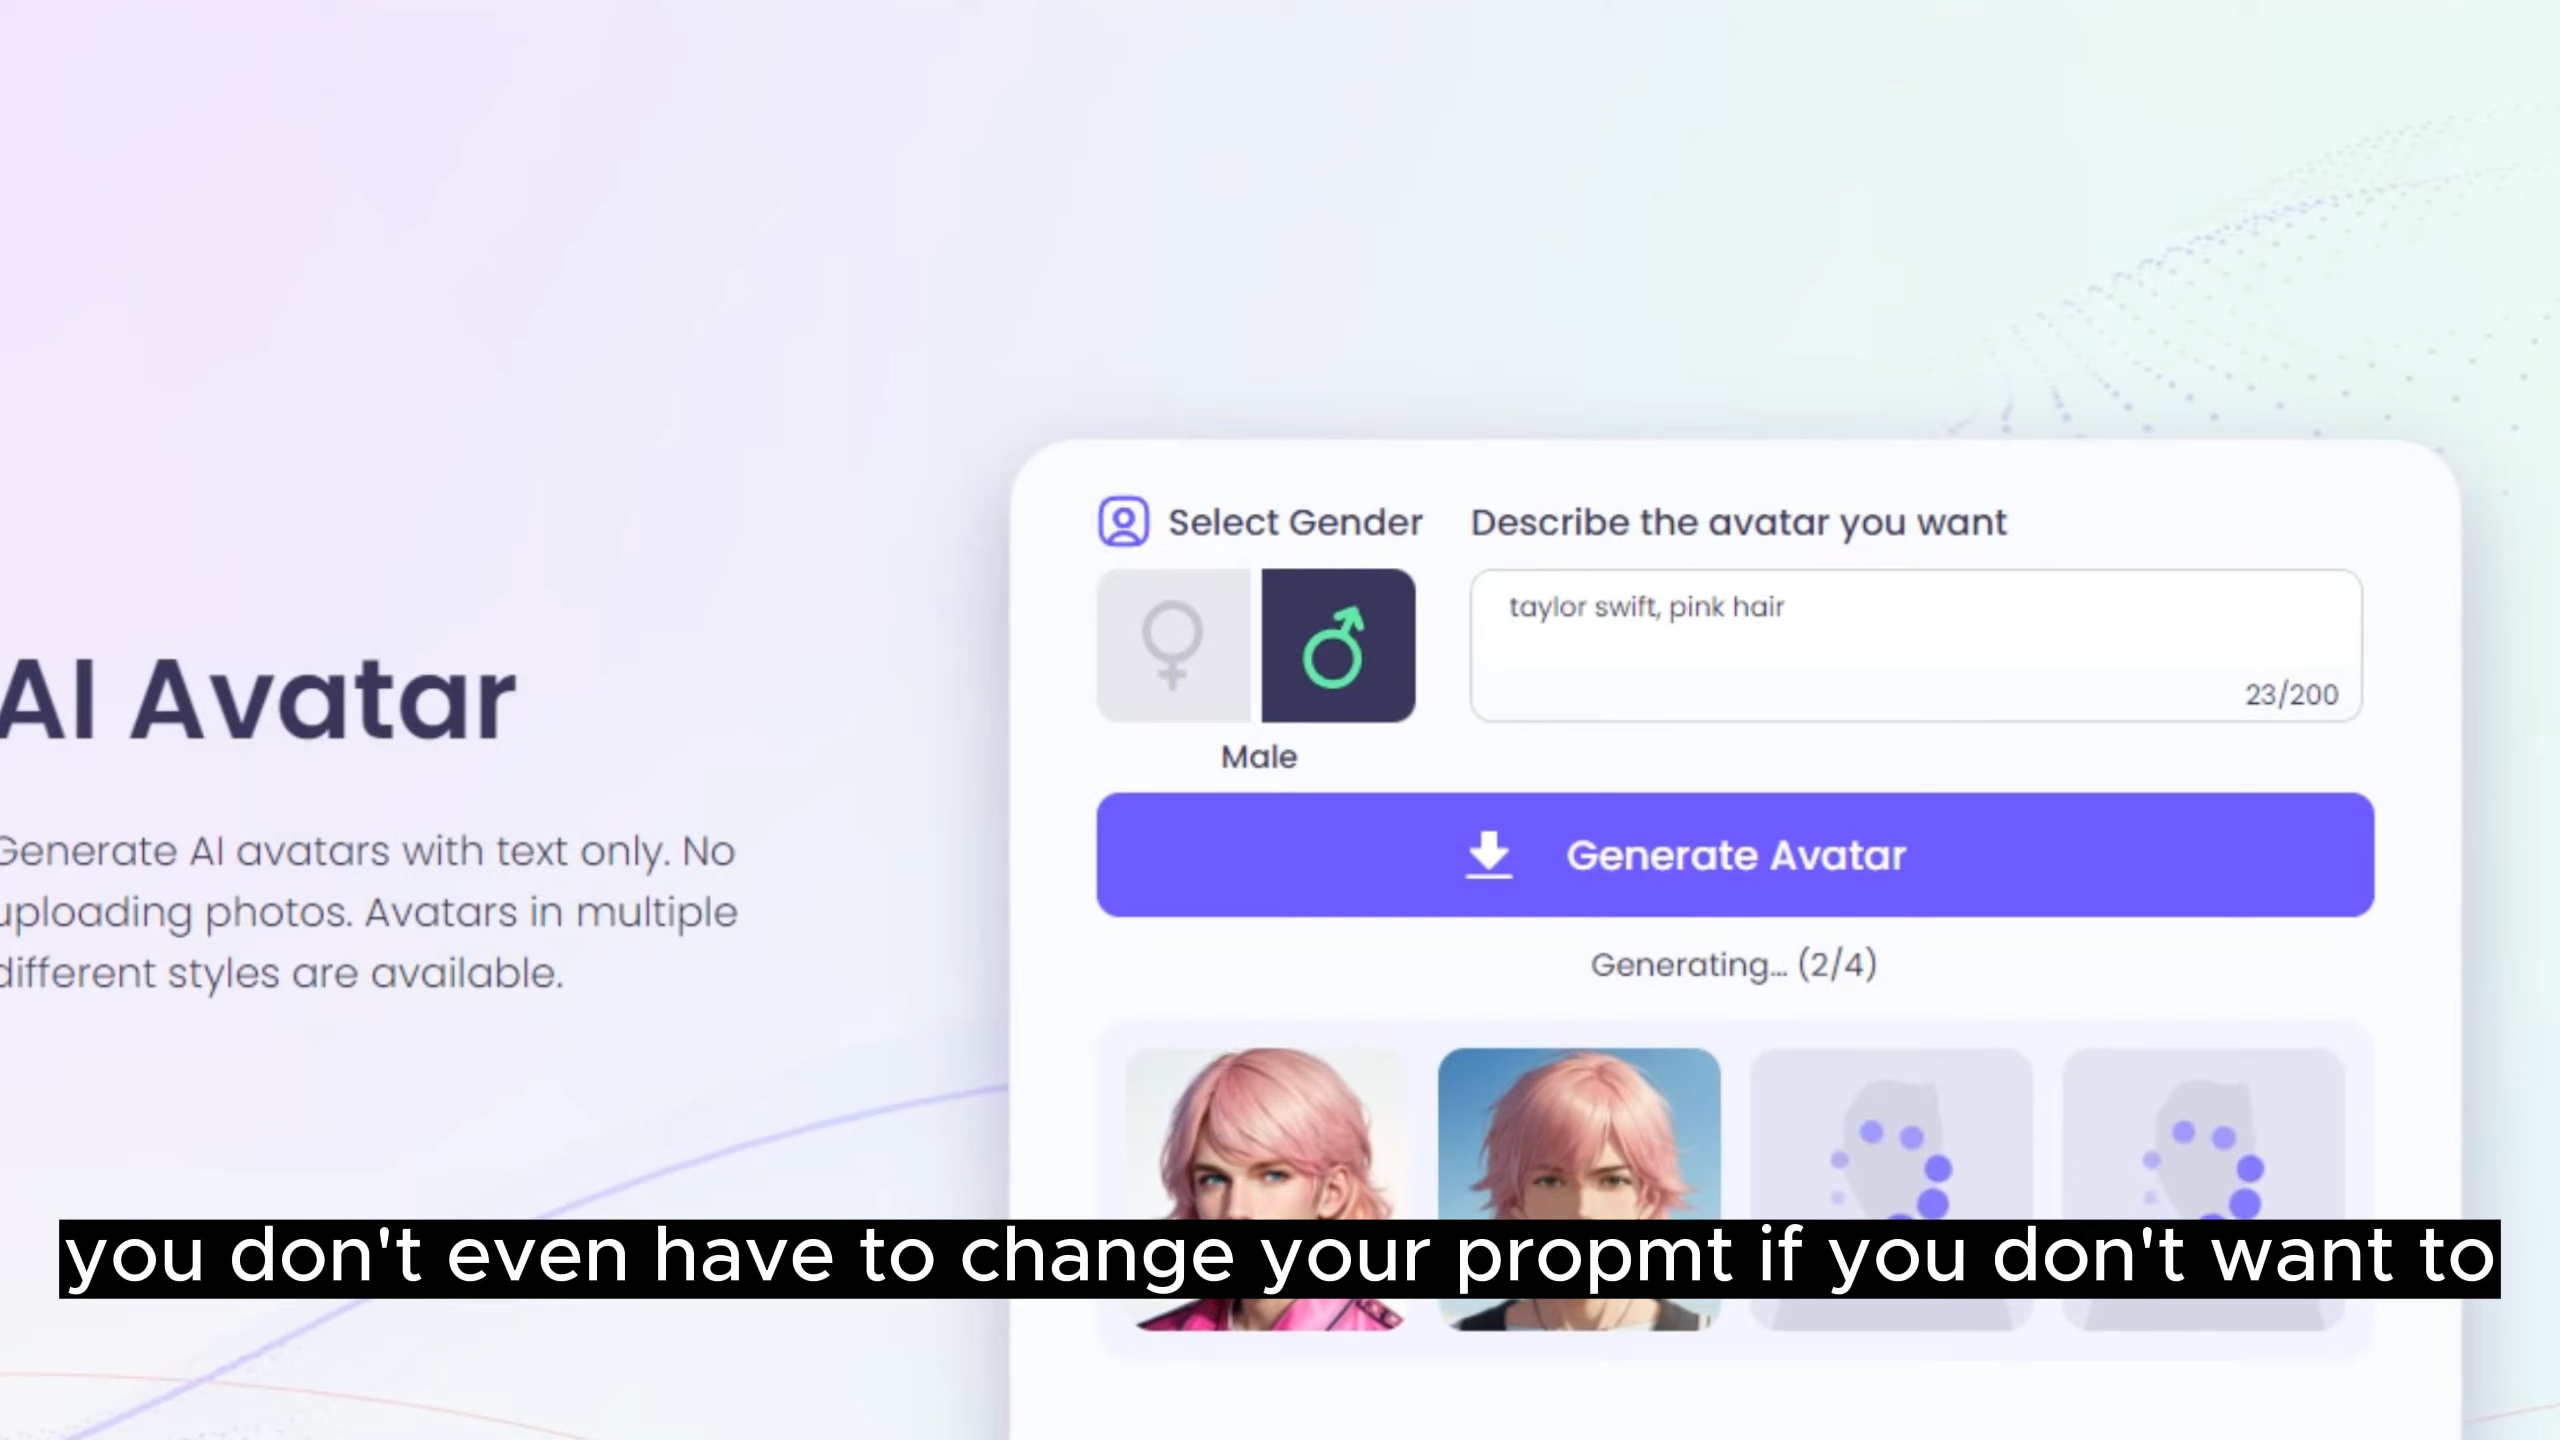 AI Avatar
Generate AI avatars with text only. No
uploading photos. Avatars in multiple
different styles are available.
Select Gender
Describe the avatar you want
taylor swift, pink hair
23/200
Male
Generate Avatar
Generating... (2/4)
you don't even have to change your propmt if you don't want to